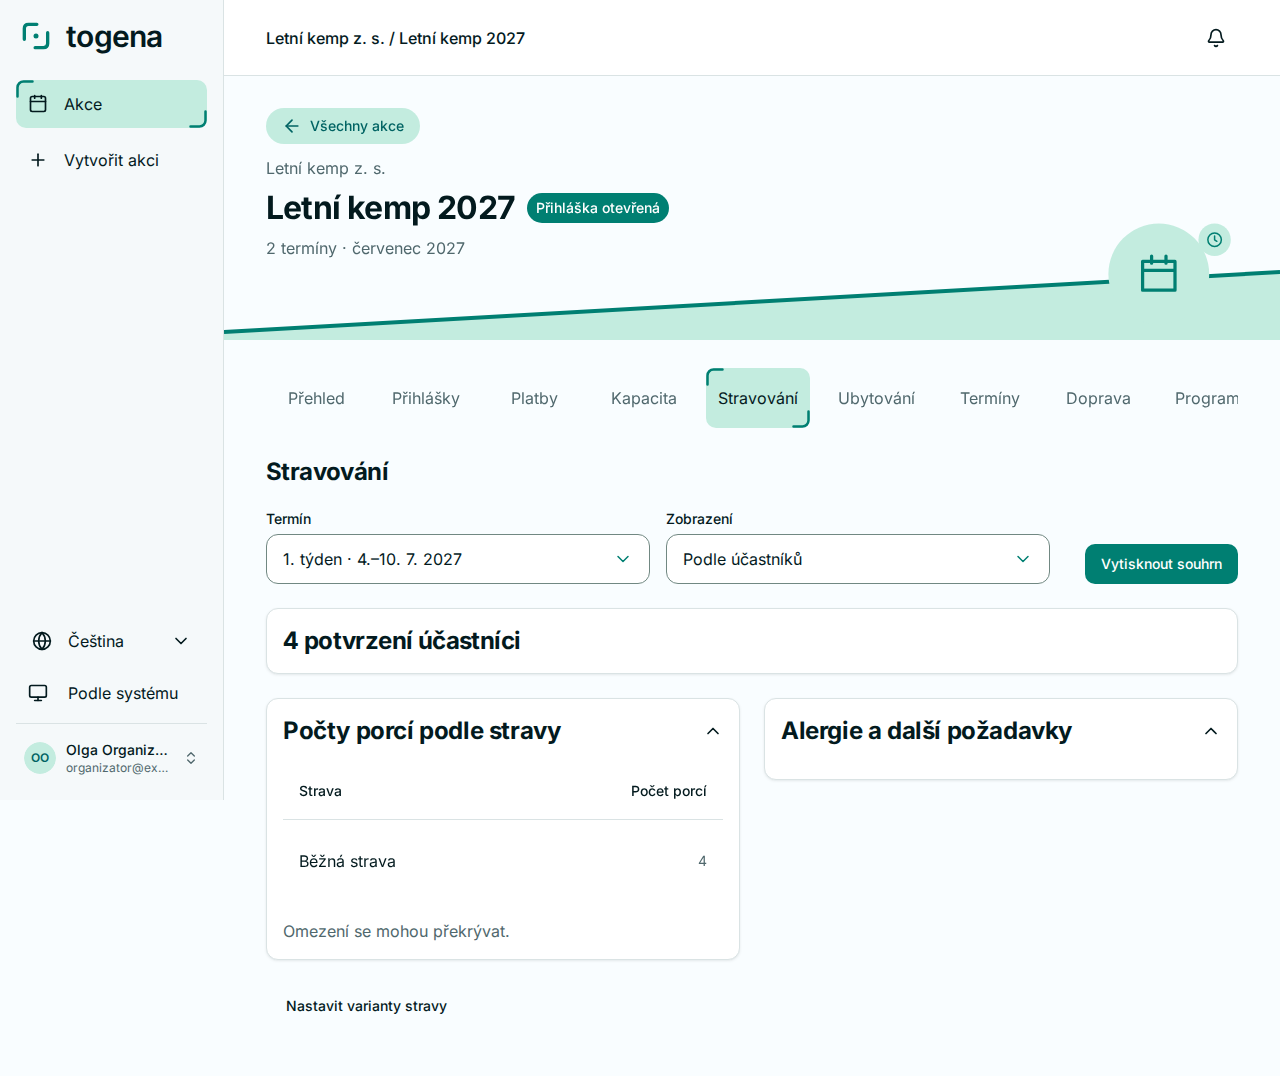 togena
Letní kemp z. s. / Letní kemp 2027
Akce
Vytvořit akci
Všechny akce
Letní kemp z. s.
Letní kemp 2027
Přihláška otevřená
2 termíny · červenec 2027
Přehled
Přihlášky
Platby
Kapacita
Stravování
Ubytování
Termíny
Doprava
Program
Stravování
Termín
Zobrazení
1. týden · 4.–10. 7. 2027
Podle účastníků
Vytisknout souhrn
4 potvrzení účastníci
Počty porcí podle stravy
Alergie a další požadavky
Strava
Počet porcí
Běžná strava
4
Omezení se mohou překrývat.
Nastavit varianty stravy
Čeština
Podle systému
OO
Olga Organiz...
organizator@ex...